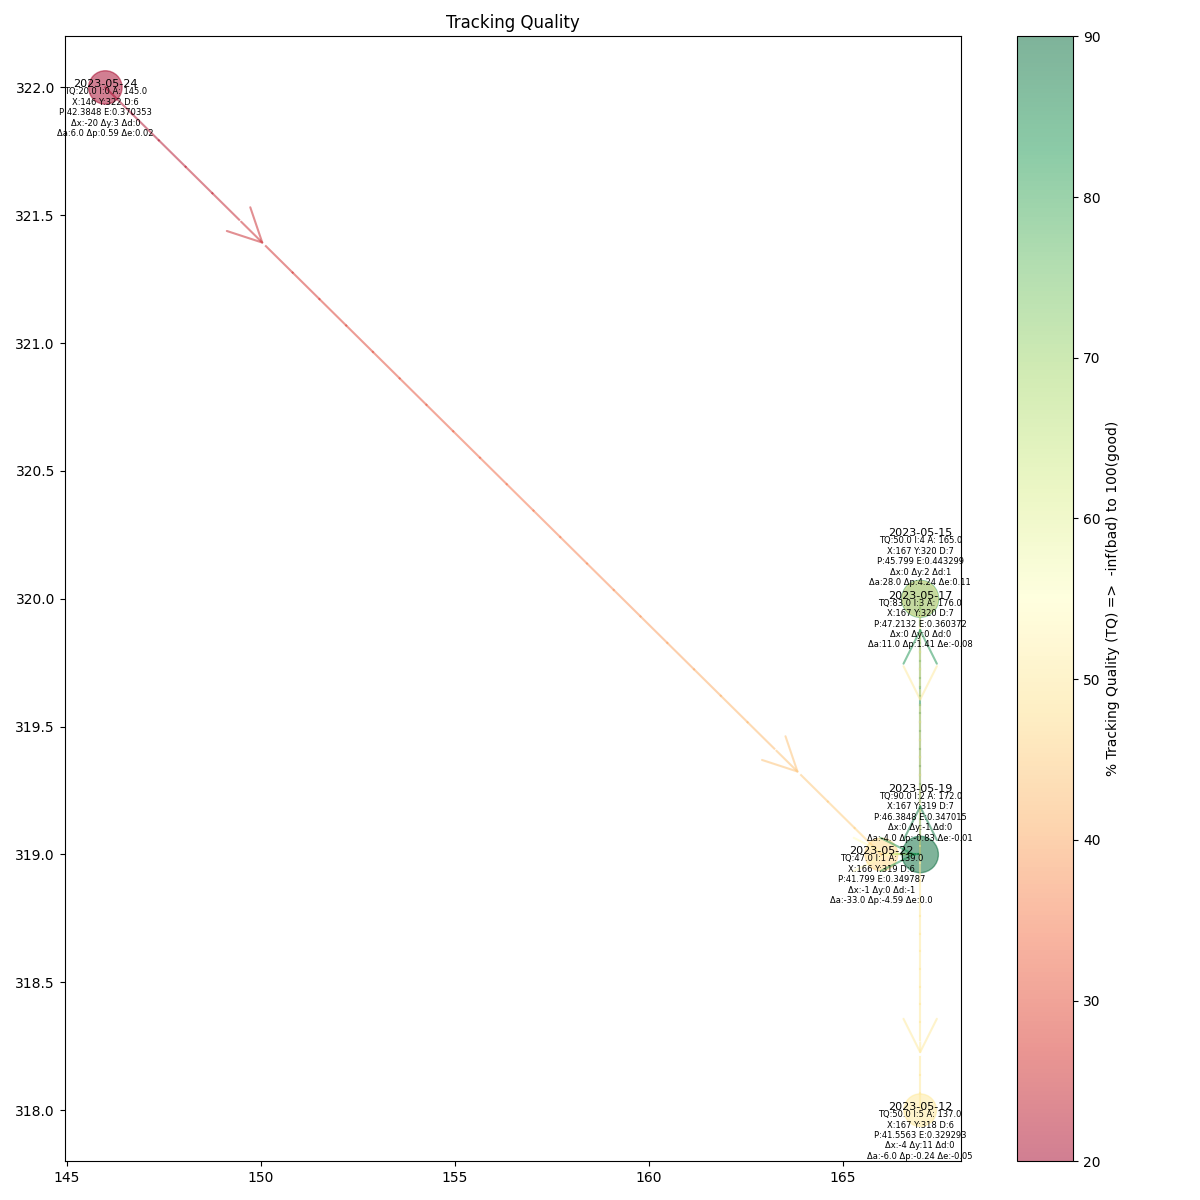 Tracking Quality
322.0
321.5
321.0
320.5
320.0
319.5
319.0
318.5
318.0
145
150
155
160
165
2023-05-24
TQ:20.0 I:0 A: 145.0
X:146 Y:322 D:6
P:42.3848 E:0.370353
Δx:-20 Δy:3 Δd:0
Δa:6.0 Δp:0.59 Δe:0.02
2023-05-15
TQ:50.0 I:4 A: 165.0
X:167 Y:320 D:7
P:45.799 E:0.443299
Δx:0 Δy:2 Δd:1
Δa:28.0 Δp:4.24 Δe:0.11
2023-05-17
TQ:83.0 I:3 A: 176.0
X:167 Y:320 D:7
P:47.2132 E:0.360372
Δx:0 Δy:0 Δd:0
Δa:11.0 Δp:1.41 Δe:-0.08
2023-05-19
TQ:90.0 I:2 A: 172.0
X:167 Y:319 D:7
P:46.3848 E:0.347015
Δx:0 Δy:-1 Δd:0
Δa:-4.0 Δp:-0.83 Δe:-0.01
2023-05-22
TQ:47.0 I:1 A: 139.0
X:166 Y:319 D:6
P:41.799 E:0.349787
Δx:-1 Δy:0 Δd:-1
Δa:-33.0 Δp:-4.59 Δe:0.0
2023-05-12
TQ:50.0 I:5 A: 137.0
X:167 Y:318 D:6
P:41.5563 E:0.329293
Δx:-4 Δy:11 Δd:0
Δa:-6.0 Δp:-0.24 Δe:-0.05
90
80
70
60
50
40
30
20
% Tracking Quality (TQ) => -inf(bad) to 100(good)